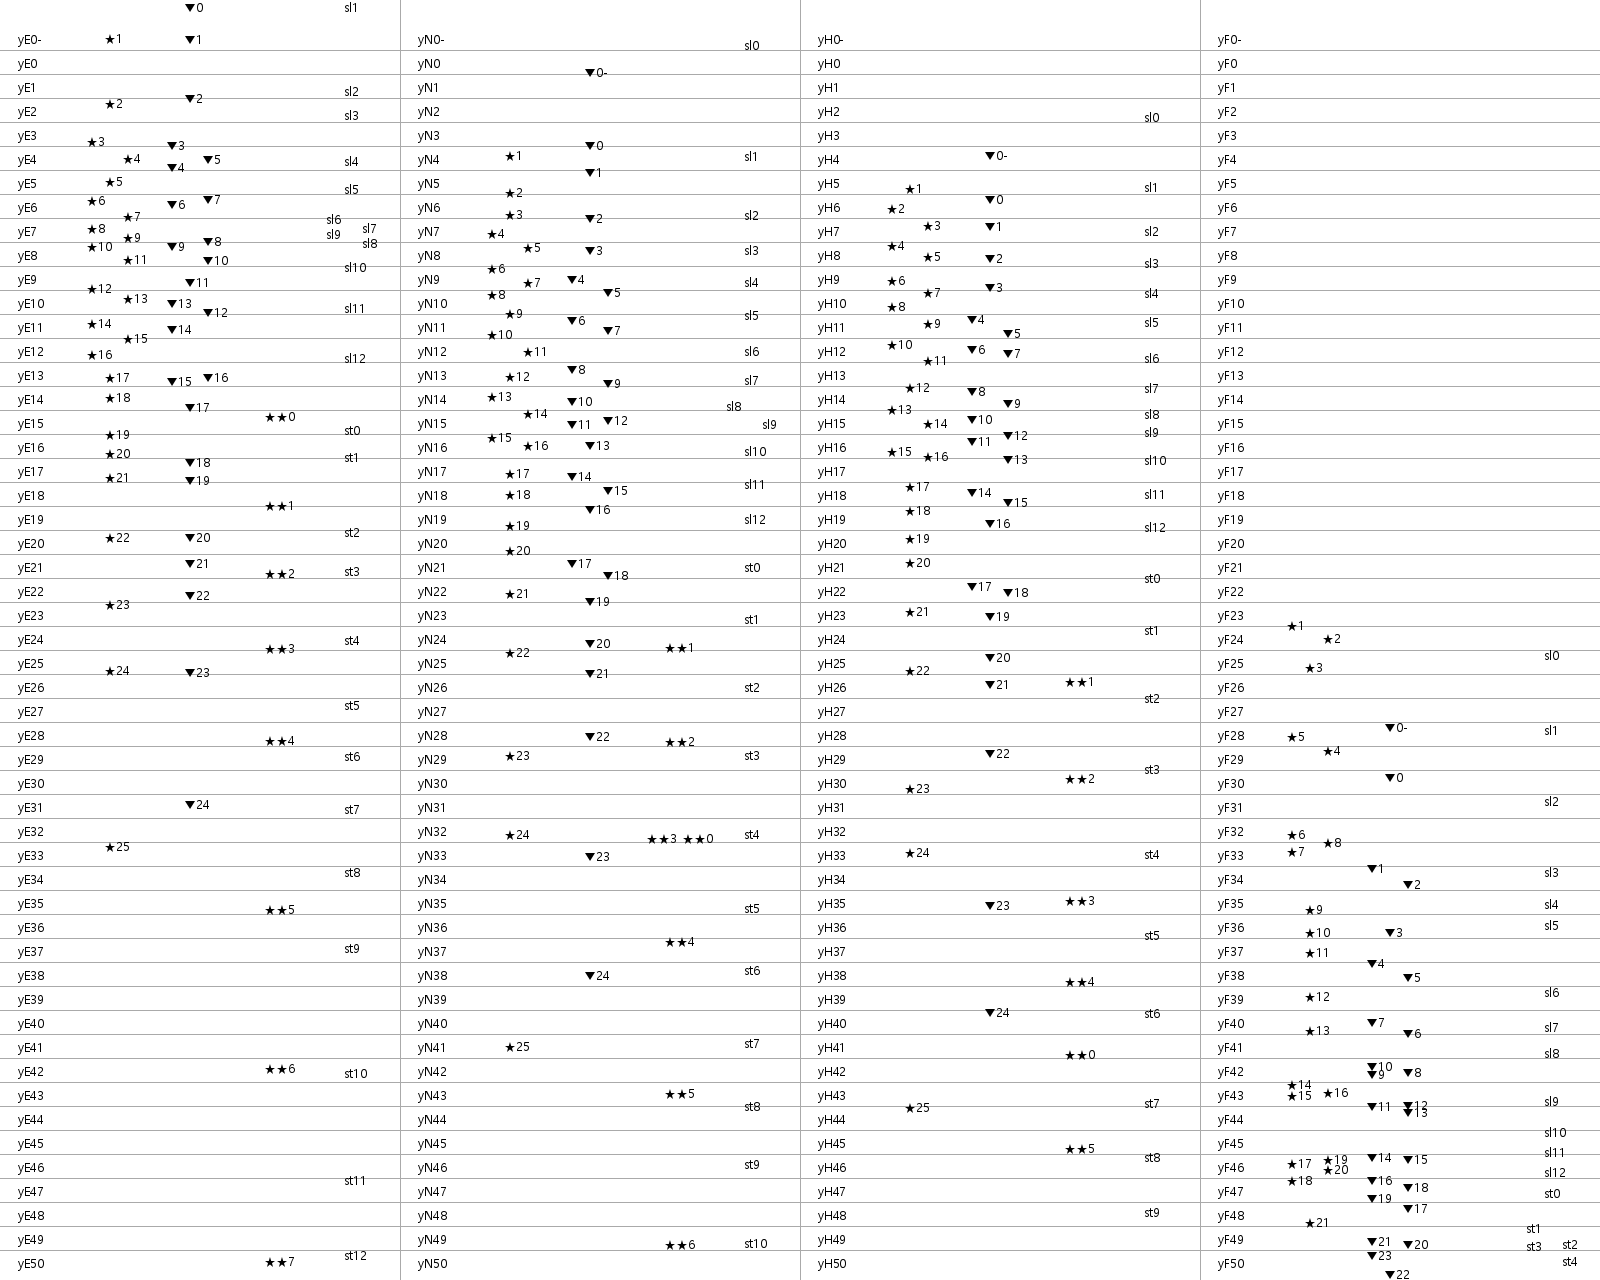 ▼0 sl1
yE0- ★1 ▼1 yN0- sl0 yH0- yF0-
yE0 yN0 ▼0- yH0 yF0
yE1 ★2 ▼2 sl2 yN1 yH1 yF1
yE2 sl3 yN2 yH2 sl0 yF2
yE3 ★3 ▼3 yN3 ▼0 yH3 yF3
yE4 ★4 ▼4 ▼5 sl4 yN4 ★1 ▼1 sl1 yH4 ▼0- yF4
yE5 ★5 sl5 yN5 ★2 yH5 ★1 sl1 yF5
yE6 ★6 ★7 ▼6 ▼7 yN6 ★3 ▼2 sl2 yH6 ★2 ▼0 yF6
yE7 ★8 ★9 ▼8 sl6 sl7 sl9 sl8 yN7 ★4 yH7 ★3 ▼1 sl2 yF7
yE8 ★10 ★11 ▼9 ▼10 sl10 yN8 ★5 ▼3 sl3 yH8 ★4 ★5 ▼2 sl3 yF8
yE9 ★12 ▼11 yN9 ★6 ★7 ▼4 sl4 yH9 ★6 ▼3 yF9
yE10 ★13 ▼13 ▼12 sl11 yN10 ★8 ★9 ▼5 sl5 yH10 ★7 ★8 sl4 yF10
yE11 ★14 ★15 ▼14 yN11 ★10 ▼6 ▼7 yH11 ★9 ▼4 ▼5 sl5 yF11
yE12 ★16 sl12 yN12 ★11 sl6 yH12 ★10 ★11 ▼6 ▼7 sl6 yF12
yE13 ★17 ▼15 ▼16 yN13 ★12 ▼8 ▼9 sl7 yH13 yF13
yE14 ★18 ▼17 yN14 ★13 ▼10 sl8 yH14 ★12 ★13 ▼8 ▼9 sl7 yF14
yE15 ★19 ★★0 st0 yN15 ★14 ▼11 ▼12 sl9 yH15 ★14 ▼10 ▼12 sl8 sl9 yF15
yE16 ★20 st1 yN16 ★15 ★16 ▼13 sl10 yH16 ★15 ★16 ▼11 ▼13 sl10 yF16
yE17 ★21 ▼18 ▼19 yN17 ★17 ▼14 sl11 yH17 yF17
yE18 ★★1 yN18 ★18 ▼15 yH18 ★17 ▼14 ▼15 sl11 yF18
yE19 yN19 ★19 ▼16 sl12 yH19 ★18 ▼16 sl12 yF19
yE20 ★22 ▼20 st2 yN20 ★20 yH20 ★19 yF20
yE21 ▼21 ★★2 st3 yN21 ▼17 ▼18 st0 yH21 ★20 st0 yF21
yE22 ▼22 yN22 ★21 ▼19 yH22 ▼17 ▼18 yF22
yE23 ★23 yN23 st1 yH23 ★21 ▼19 yF23
yE24 ★★3 st4 yN24 ★22 ▼20 ★★1 yH24 st1 yF24 ★1 ★2
yE25 ★24 ▼23 yN25 ▼21 yH25 ★22 ▼20 yF25 ★3 sl0
yE26 yN26 st2 yH26 ▼21 ★★1 st2 yF26
yE27 st5 yN27 yH27 yF27
yE28 ★★4 yN28 ▼22 ★★2 yH28 yF28 ★5 ▼0- sl1
yE29 st6 yN29 ★23 st3 yH29 ▼22 st3 yF29 ★4
yE30 yN30 yH30 ★23 ★★2 yF30 ▼0
yE31 ▼24 st7 yN31 yH31 yF31 sl2
yE32 yN32 ★24 ★★3 ★★0 st4 yH32 yF32 ★6 ★8
yE33 ★25 yN33 ▼23 yH33 ★24 st4 yF33 ★7
yE34 st8 yN34 yH34 yF34 ▼1 ▼2 sl3
yE35 ★★5 yN35 st5 yH35 ▼23 ★★3 yF35 ★9 sl4
yE36 yN36 yH36 st5 yF36 ★10 ▼3 sl5
yE37 st9 yN37 ★★4 yH37 yF37 ★11 ▼4
yE38 yN38 ▼24 st6 yH38 ★★4 yF38 ▼5
yE39 yN39 yH39 yF39 ★12 sl6
yE40 yN40 yH40 ▼24 st6 yF40 ★13 ▼7 ▼6 sl7
yE41 yN41 ★25 st7 yH41 ★★0 yF41 sl8
yE42 ★★6 st10 yN42 yH42 yF42 ▼10 ▼9 ▼8
yE43 yN43 ★★5 yH43 yF43 ★14 ★15 ★16 sl9
yE44 yN44 st8 yH44 ★25 st7 yF44 ▼11 ▼12 ▼13
yE45 yN45 yH45 ★★5 yF45 sl10 sl11
yE46 yN46 st9 yH46 st8 yF46 ★17 ★19 ★20 ▼14 ▼15 sl12
yE47 st11 yN47 yH47 yF47 ★18 ▼16 ▼18 ▼19 st0
yE48 yN48 yH48 st9 yF48 ★21 ▼17 st1
yE49 yN49 ★★6 st10 yH49 yF49 ▼21 ▼20 st3 st2
yE50 ★★7 st12 yN50 yH50 yF50 ▼23 ▼22 st4